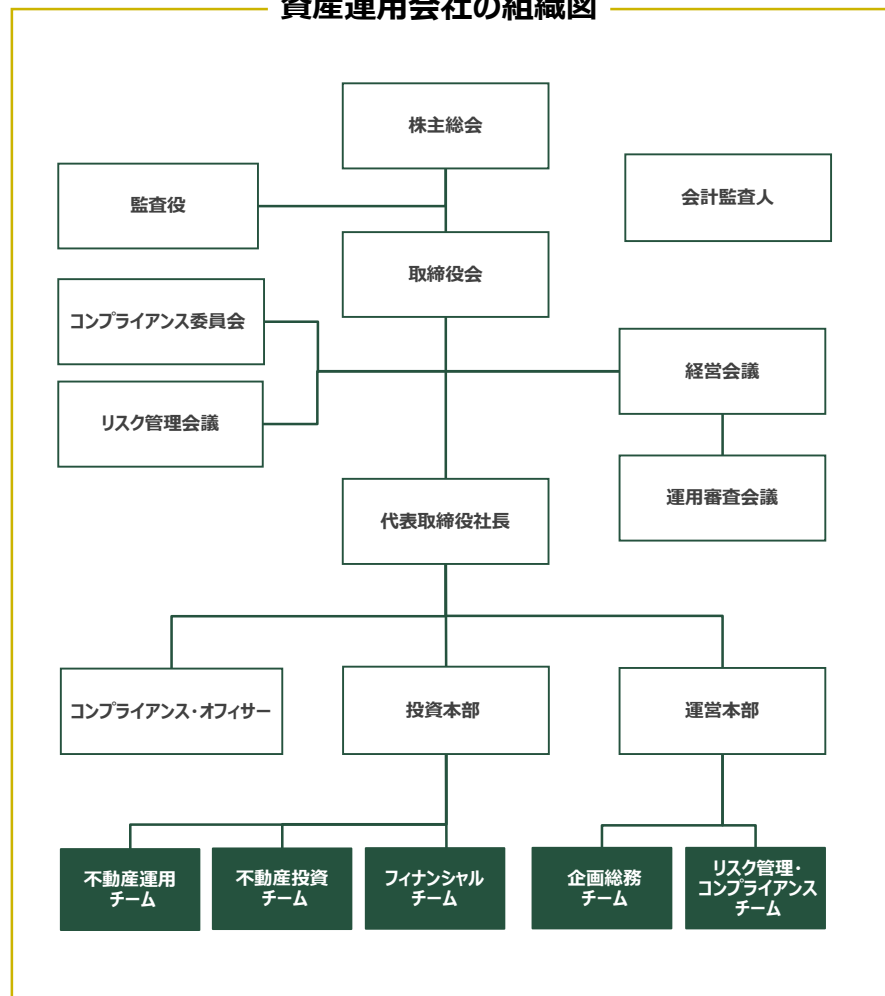 資産運用会社の組織図
株主総会
監査役
会計監査人
取締役会
コンプライアンス委員会
経営会議
リスク管理会議
運用審査会議
代表取締役社長
コンプライアンス・オフィサー
投資本部
運営本部
不動産運用
チーム
不動産投資
チーム
フィナンシャル
チーム
企画総務
チーム
リスク管理・
コンプライアンス
チーム